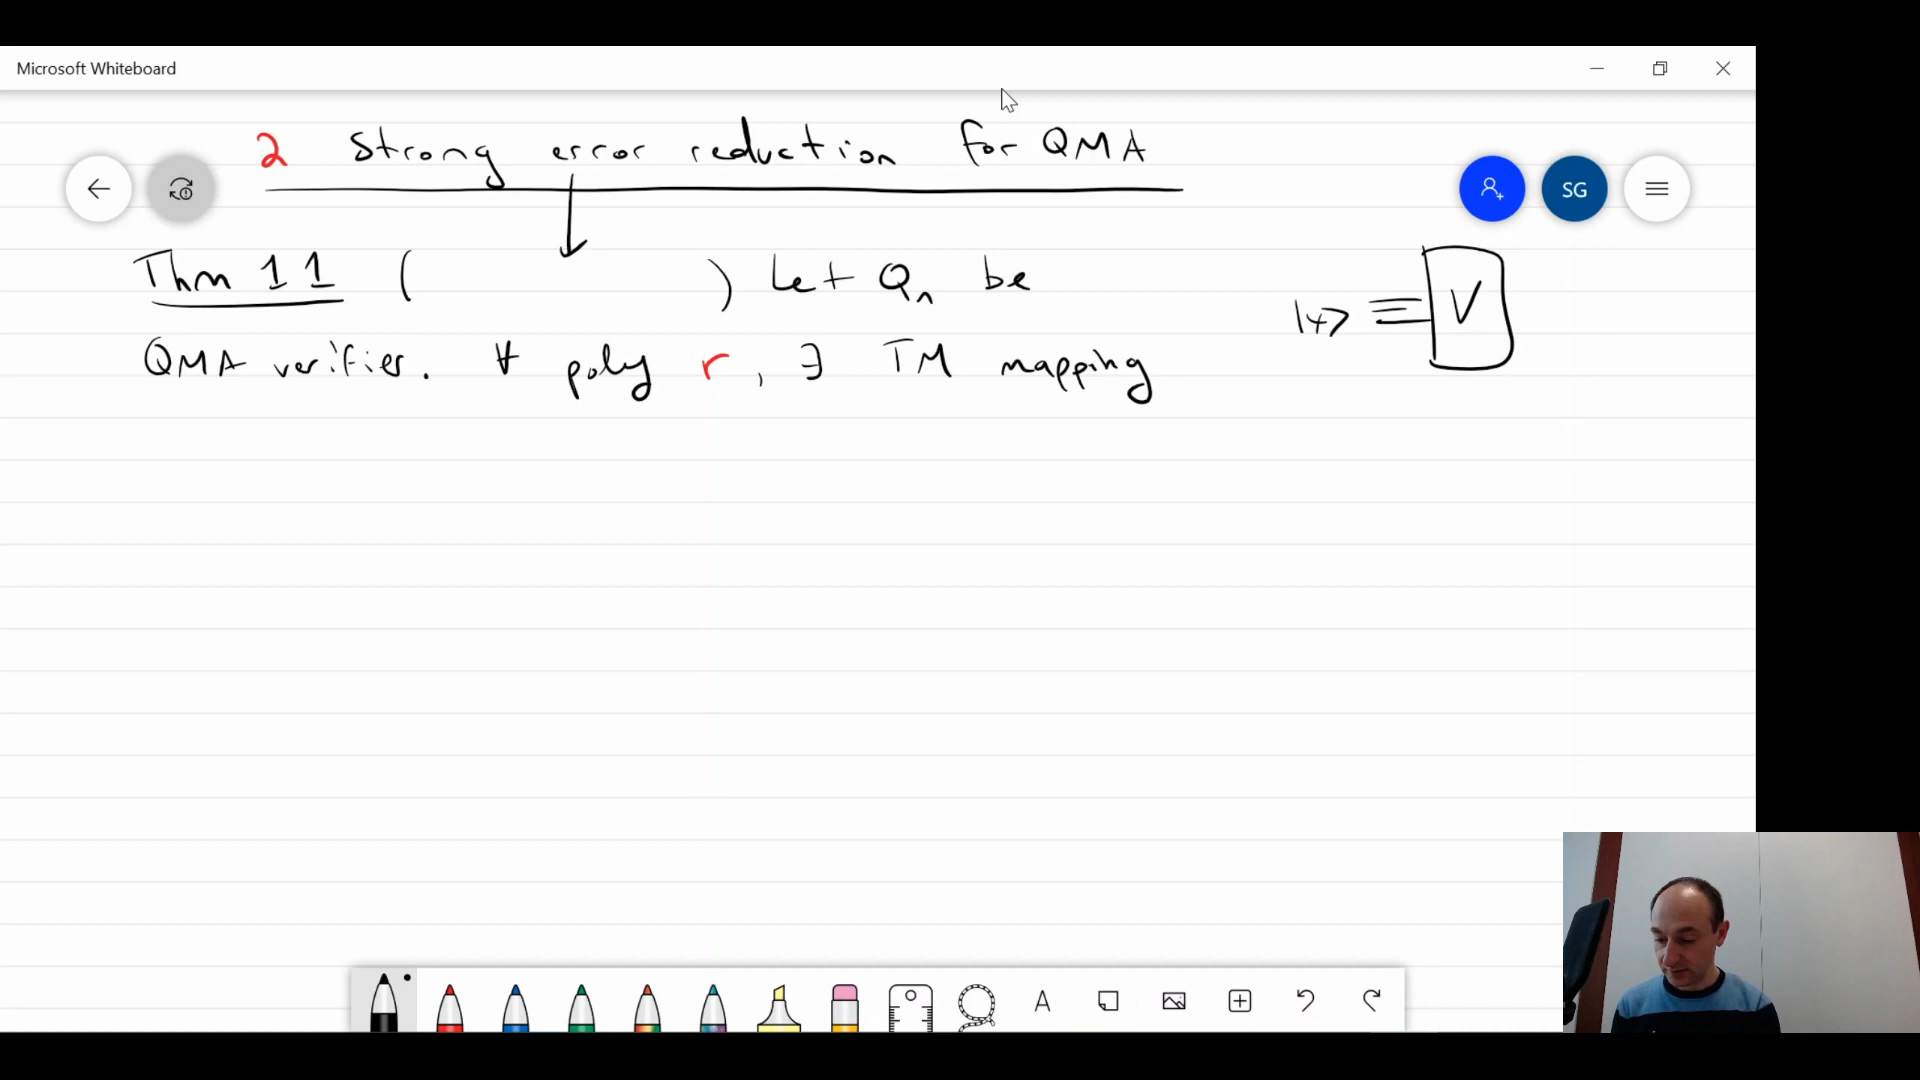 Microsoft Whiteboard
2 Strong error reduction for QMA
SG
Thm 11 ( ) Let Qn be
V
|ψ>
QMA verifier. ∀ poly r, ∃ TM mapping
A